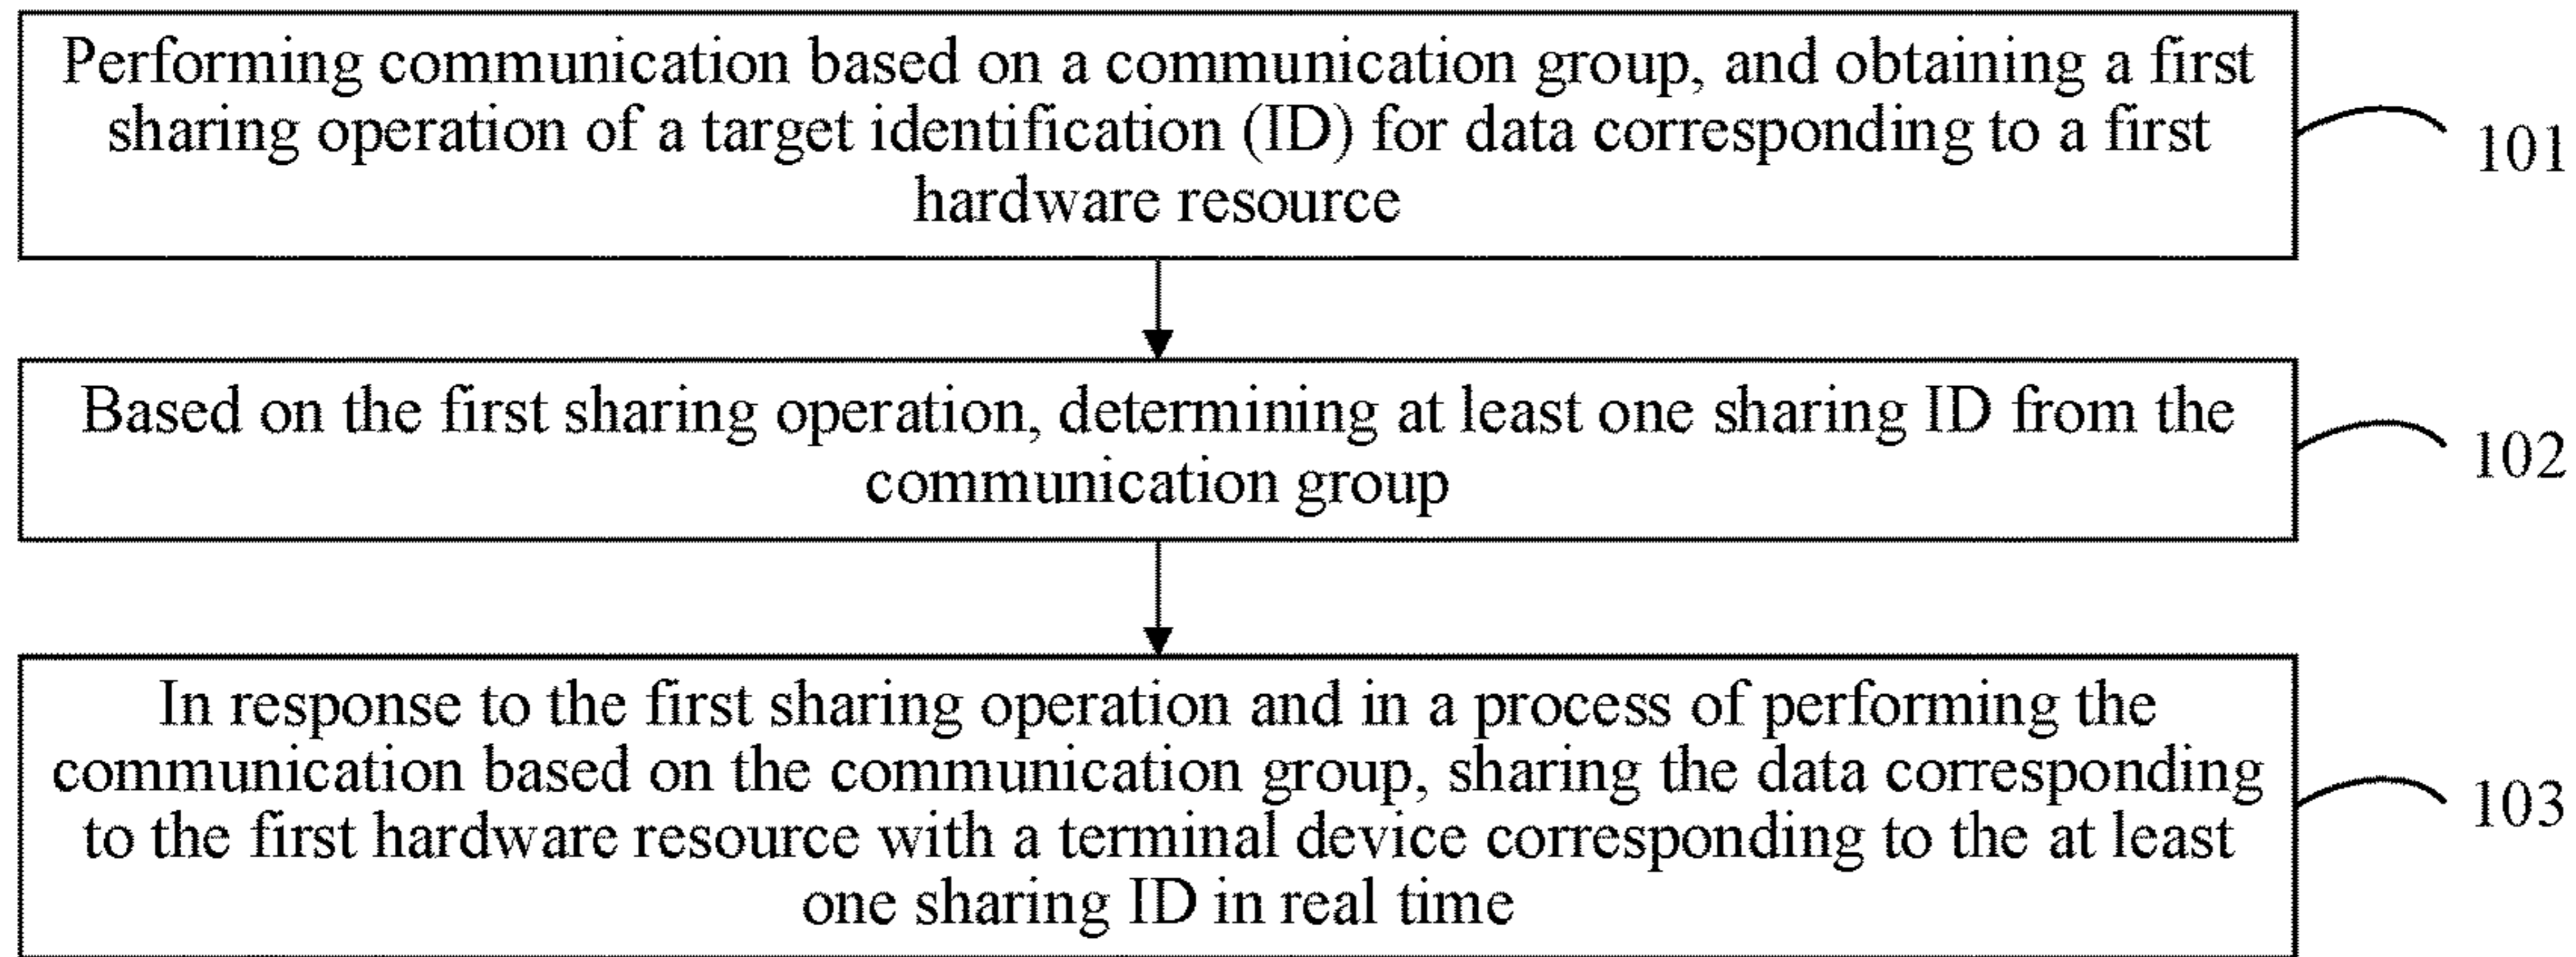 Performing communication based on a communication group, and obtaining a first
sharing operation of a target identification (ID) for data corresponding to a first
hardware resource
101
Based on the first sharing operation, determining at least one sharing ID from the
communication group
102
In response to the first sharing operation and in a process of performing the
communication based on the communication group, sharing the data corresponding
to the first hardware resource with a terminal device corresponding to the at least
one sharing ID in real time
103